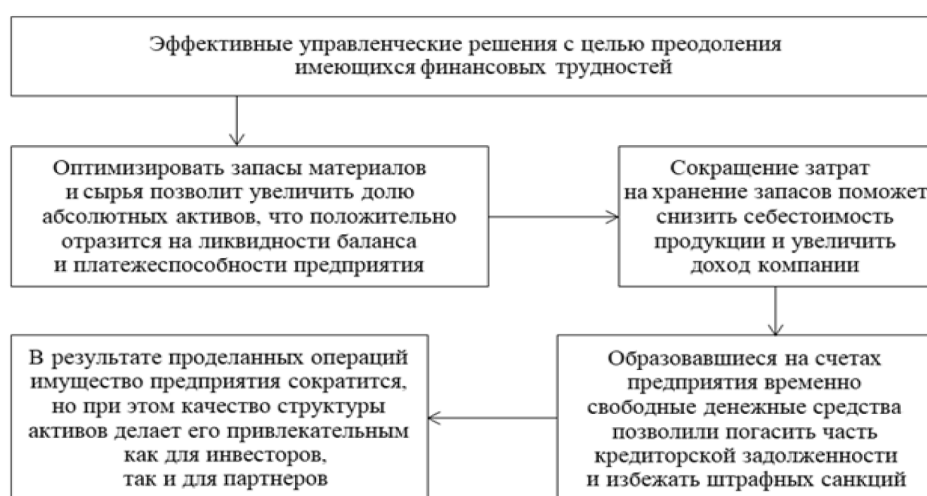 Эффективные управленческие решения с целью преодоления
имеющихся финансовых трудностей
Оптимизировать запасы материалов
и сырья позволит увеличить долю
абсолютных активов, что положительно
отразится на ликвидности баланса
и платежеспособности предприятия
Сокращение затрат
на хранение запасов поможет
снизить себестоимость
продукции и увеличить
доход компании
Образовавшиеся на счетах
предприятия временно
свободные денежные средства
позволили погасить часть
кредиторской задолженности
и избежать штрафных санкций
В результате проделанных операций
имущество предприятия сократится,
но при этом качество структуры
активов делает его привлекательным
как для инвесторов,
так и для партнеров